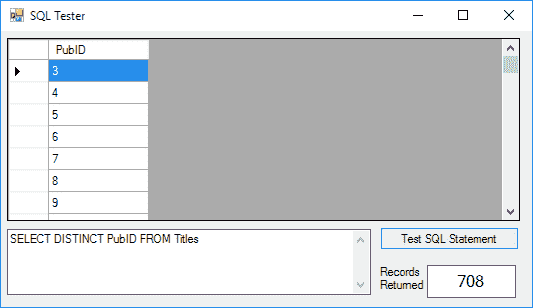 SQL Tester
PubID
3
4
5
6
7
8
9
SELECT DISTINCT PubID FROM Titles
Test SQL Statement
Records
Returned
708